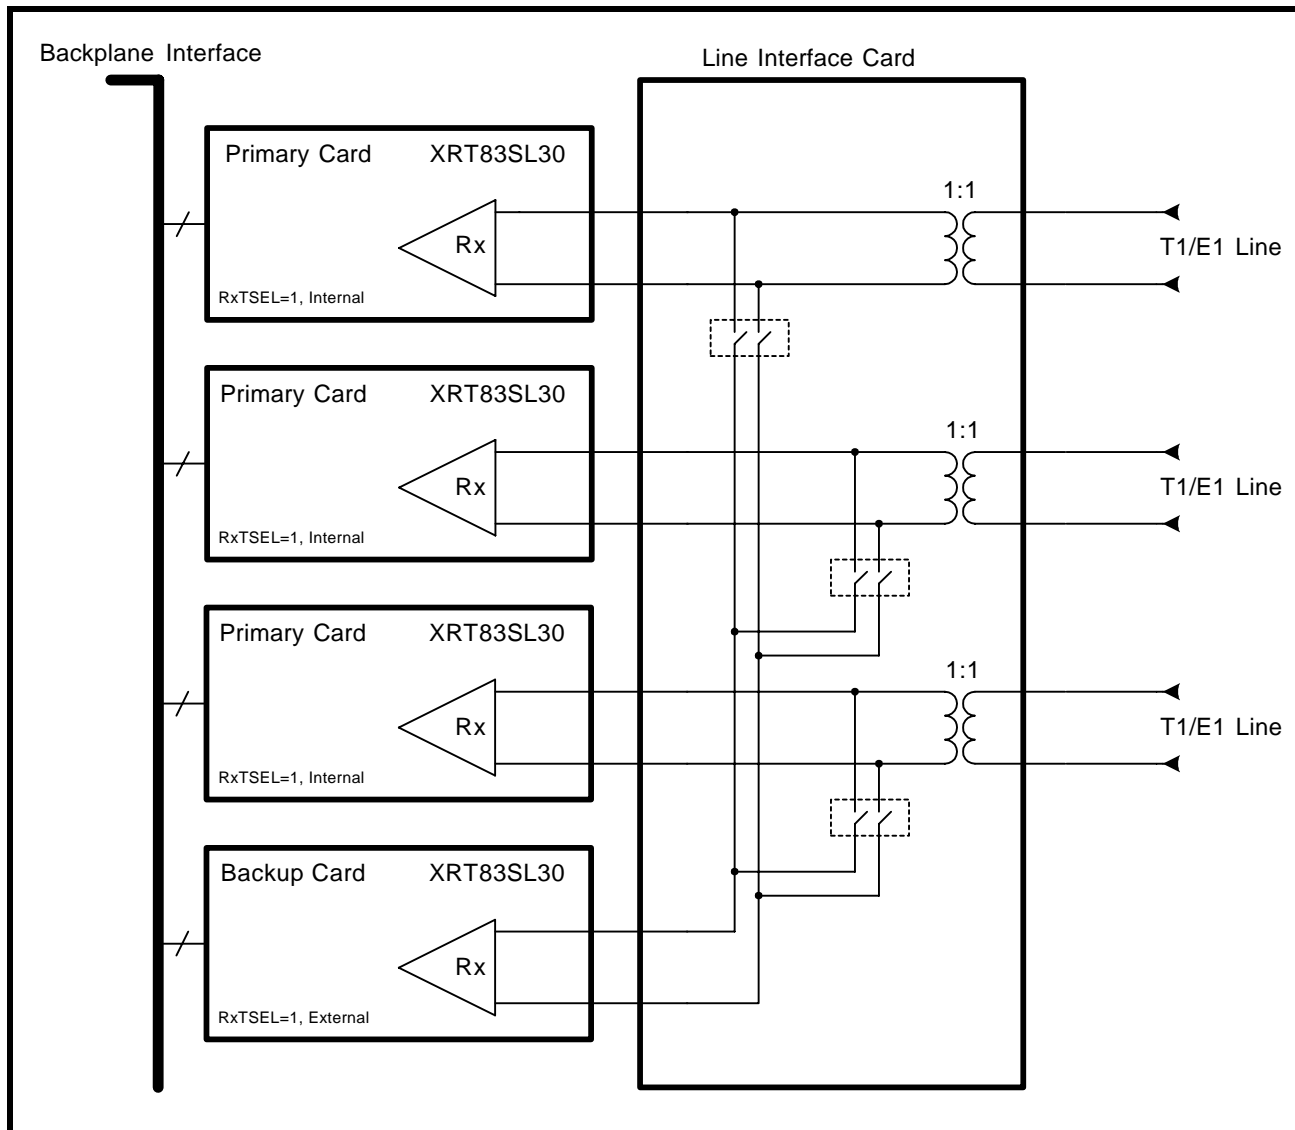 Backplane Interface
Line Interface Card
Primary Card XRT83SL30
1:1
Rx
T1/E1 Line
RxTSEL=1, Internal
Primary Card XRT83SL30
1:1
Rx
T1/E1 Line
RxTSEL=1, Internal
Primary Card XRT83SL30
1:1
Rx
T1/E1 Line
RxTSEL=1, Internal
Backup Card XRT83SL30
Rx
RxTSEL=1, External